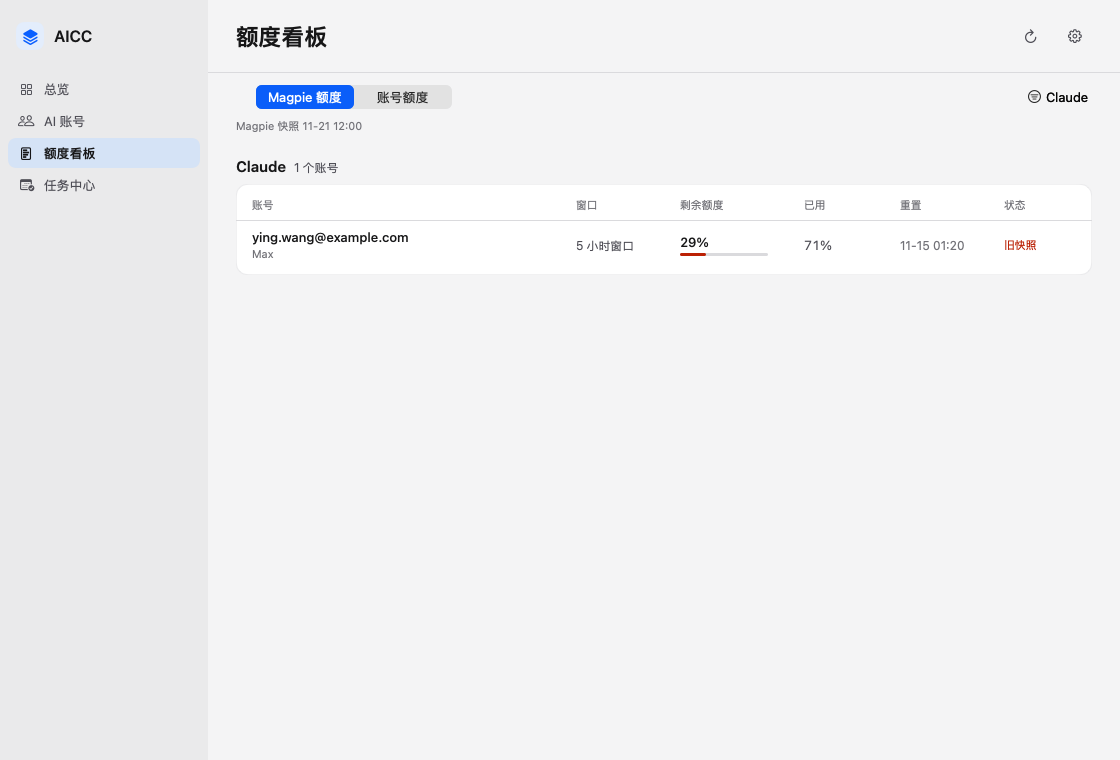 AICC
额度看板
总览
AI 账号
额度看板
任务中心
Magpie 额度
账号额度
Claude
Magpie 快照 11-21 12:00
Claude 1 个账号
账号 窗口 剩余额度 已用 重置 状态
ying.wang@example.com
Max
5 小时窗口
29%
71%
11-15 01:20
旧快照